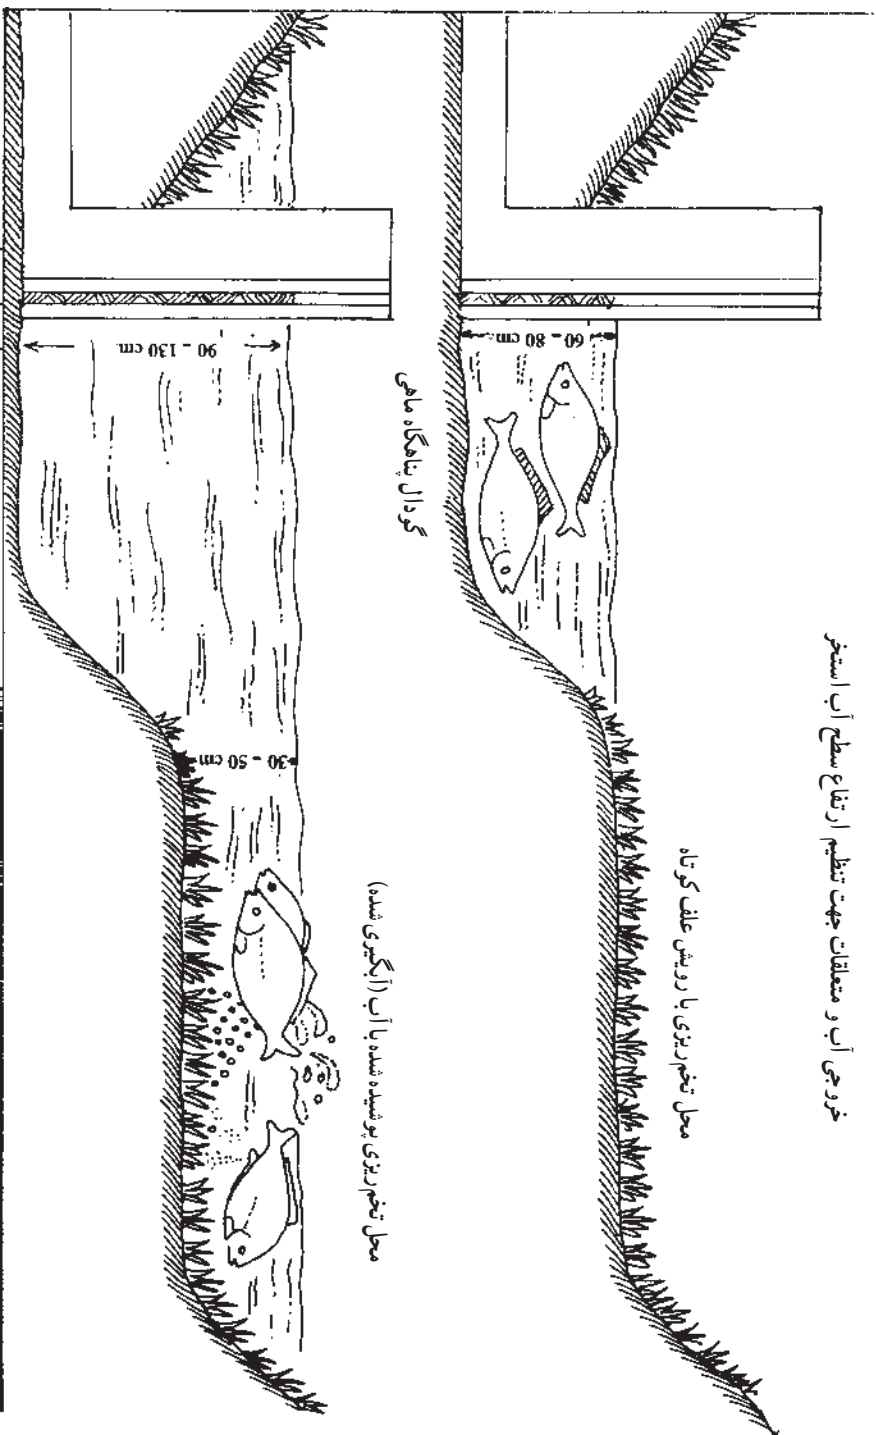 خروجی آب و متعلقات جهت تنظیم ارتفاع سطح آب استخر
محل تخم‌ریزی با رویش علف کوتاه
60 - 80 cm
گودال پناهگاه ماهی
محل تخم‌ریزی پوشیده شده با آب (آبگیری شده)
30 - 50 cm
90 - 130 cm